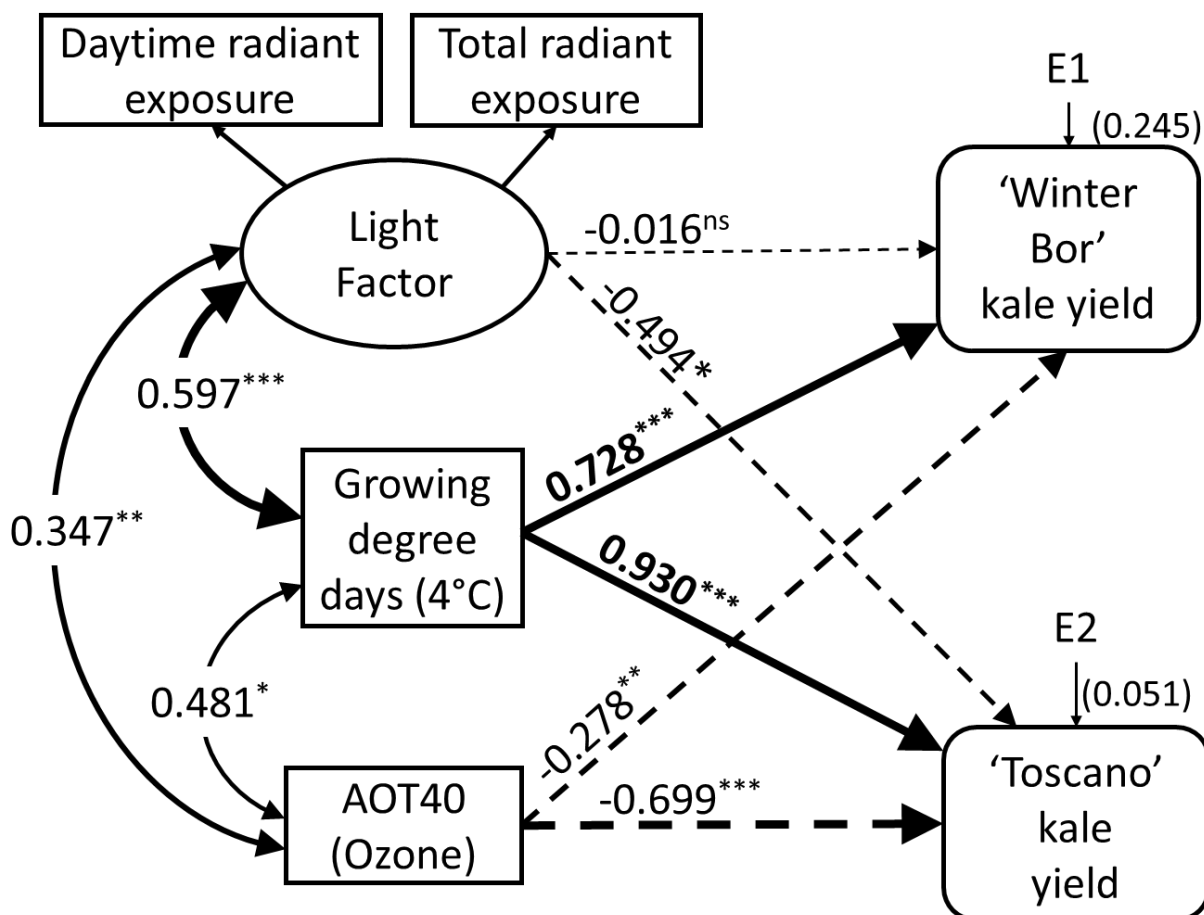 Daytime radiant
exposure
Total radiant
exposure
E1
(0.245)
‘Winter
Bor’
kale yield
Light
Factor
-0.016ns
-0.494*
0.597***
0.728***
Growing
degree
days (4°C)
0.347**
0.930***
E2
(0.051)
0.481*
-0.278**
AOT40
(Ozone)
-0.699***
‘Toscano’
kale
yield